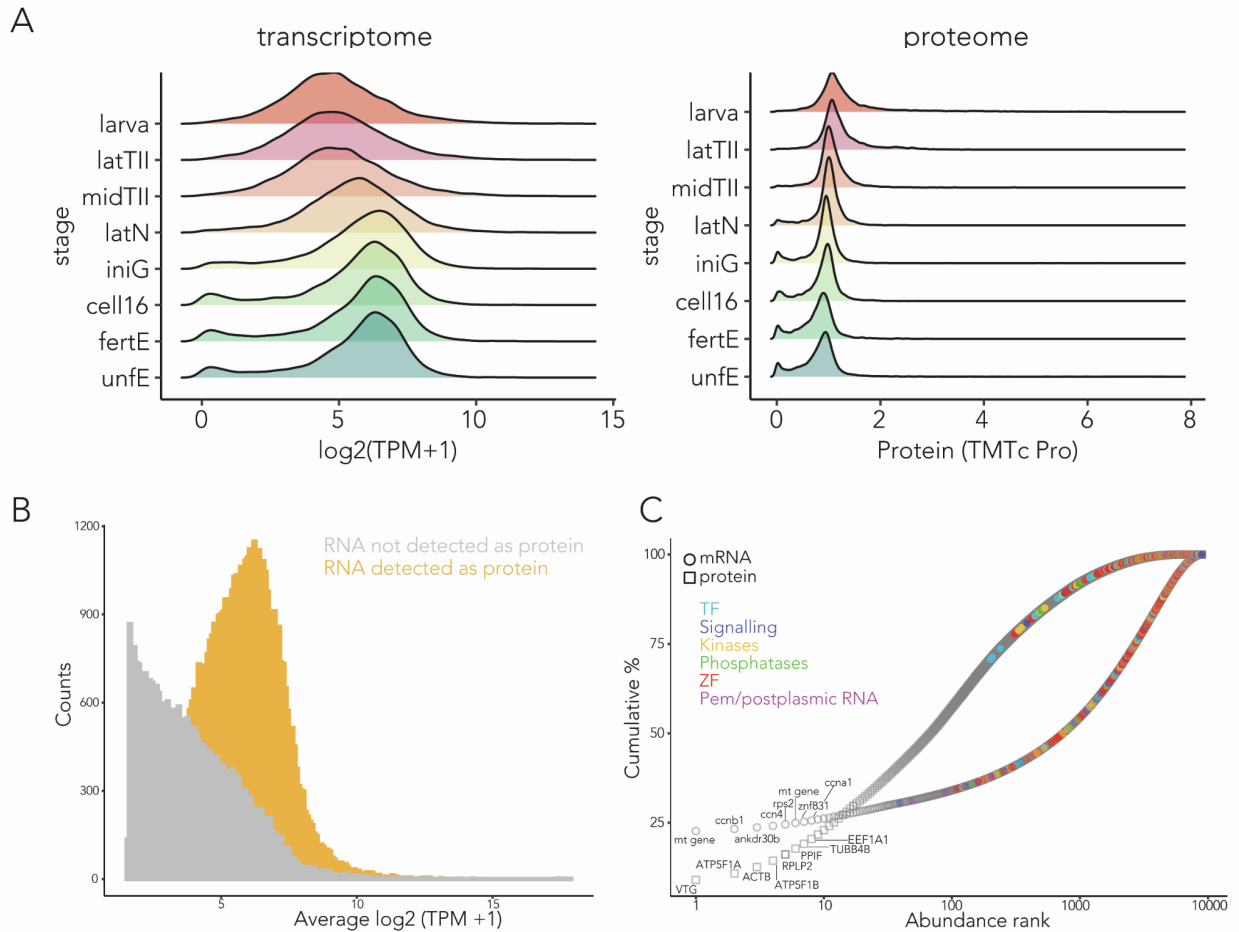 A
transcriptome
proteome
stage
larva
latTII
midTII
latN
iniG
cell16
fertE
unfE
0 5 10 15
log2(TPM+1)
stage
larva
latTII
midTII
latN
iniG
cell16
fertE
unfE
0 2 4 6 8
Protein (TMTc Pro)
B
Counts
1200
900
600
300
0
RNA not detected as protein
RNA detected as protein
5 10 15
Average log2 (TPM +1)
C
Cumulative %
100
75
50
25
mRNA
protein
TF
Signalling
Kinases
Phosphatases
ZF
Pem/postplasmic RNA
ccna1
mt gene
rps2
znf831
ccn4
ccnb1
ankdr30b
mt gene
EEF1A1
TUBB4B
PPIF
RPLP2
ATP5F1A
ACTB
ATP5F1B
VTG
1 10 100 1000 10000
Abundance rank